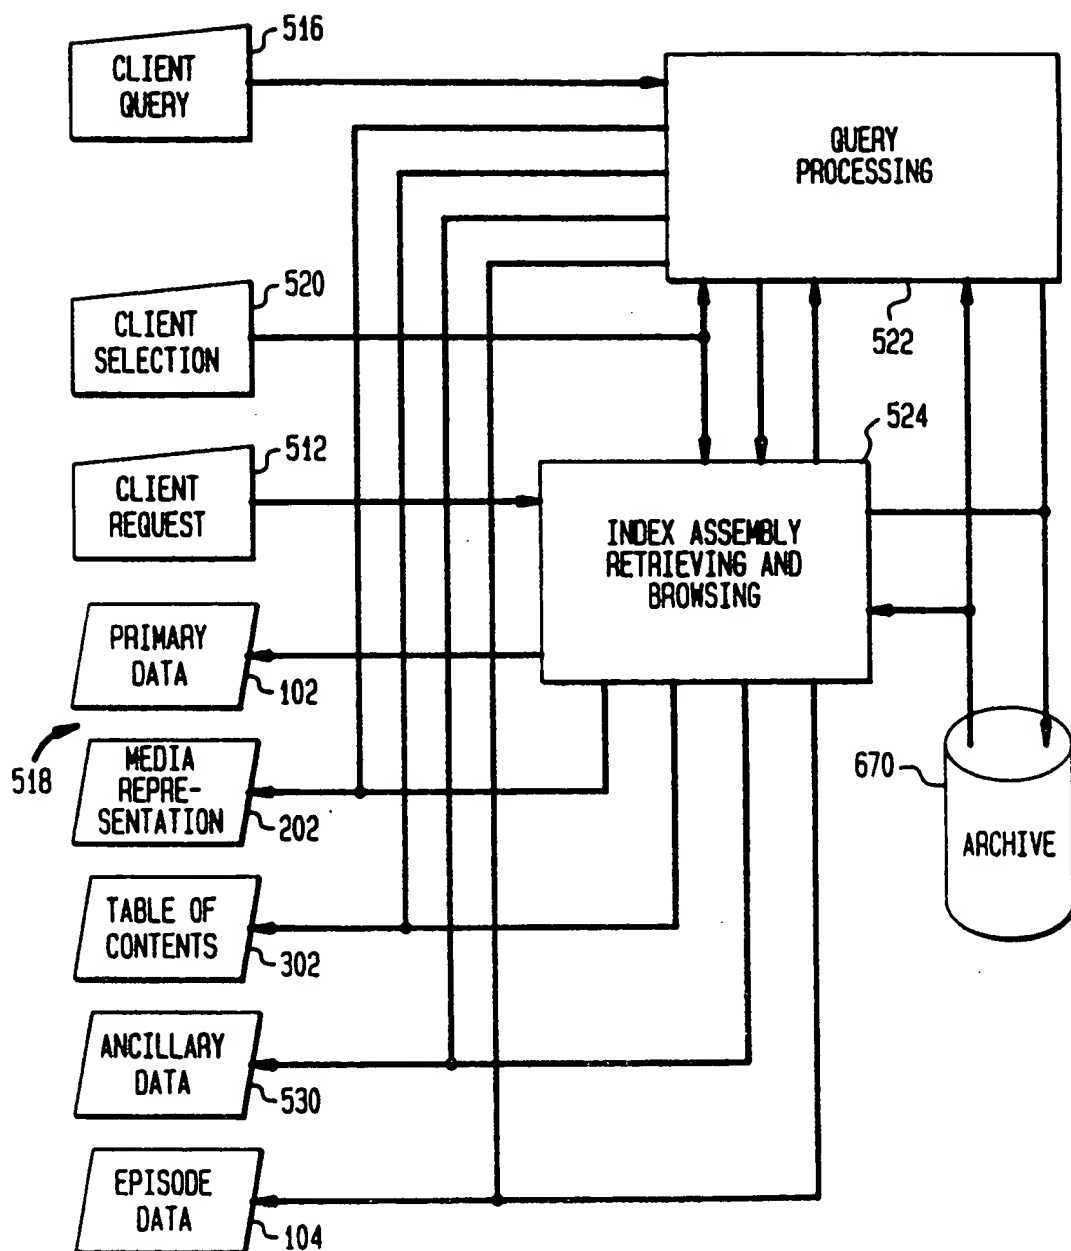 516
CLIENT
QUERY
QUERY
PROCESSING
520
CLIENT
SELECTION
522
524
512
CLIENT
REQUEST
INDEX ASSEMBLY
RETRIEVING AND
BROWSING
PRIMARY
DATA
102
518
MEDIA
REPRE-
SENTATION
202
670
ARCHIVE
TABLE OF
CONTENTS
302
ANCILLARY
DATA
530
EPISODE
DATA
104